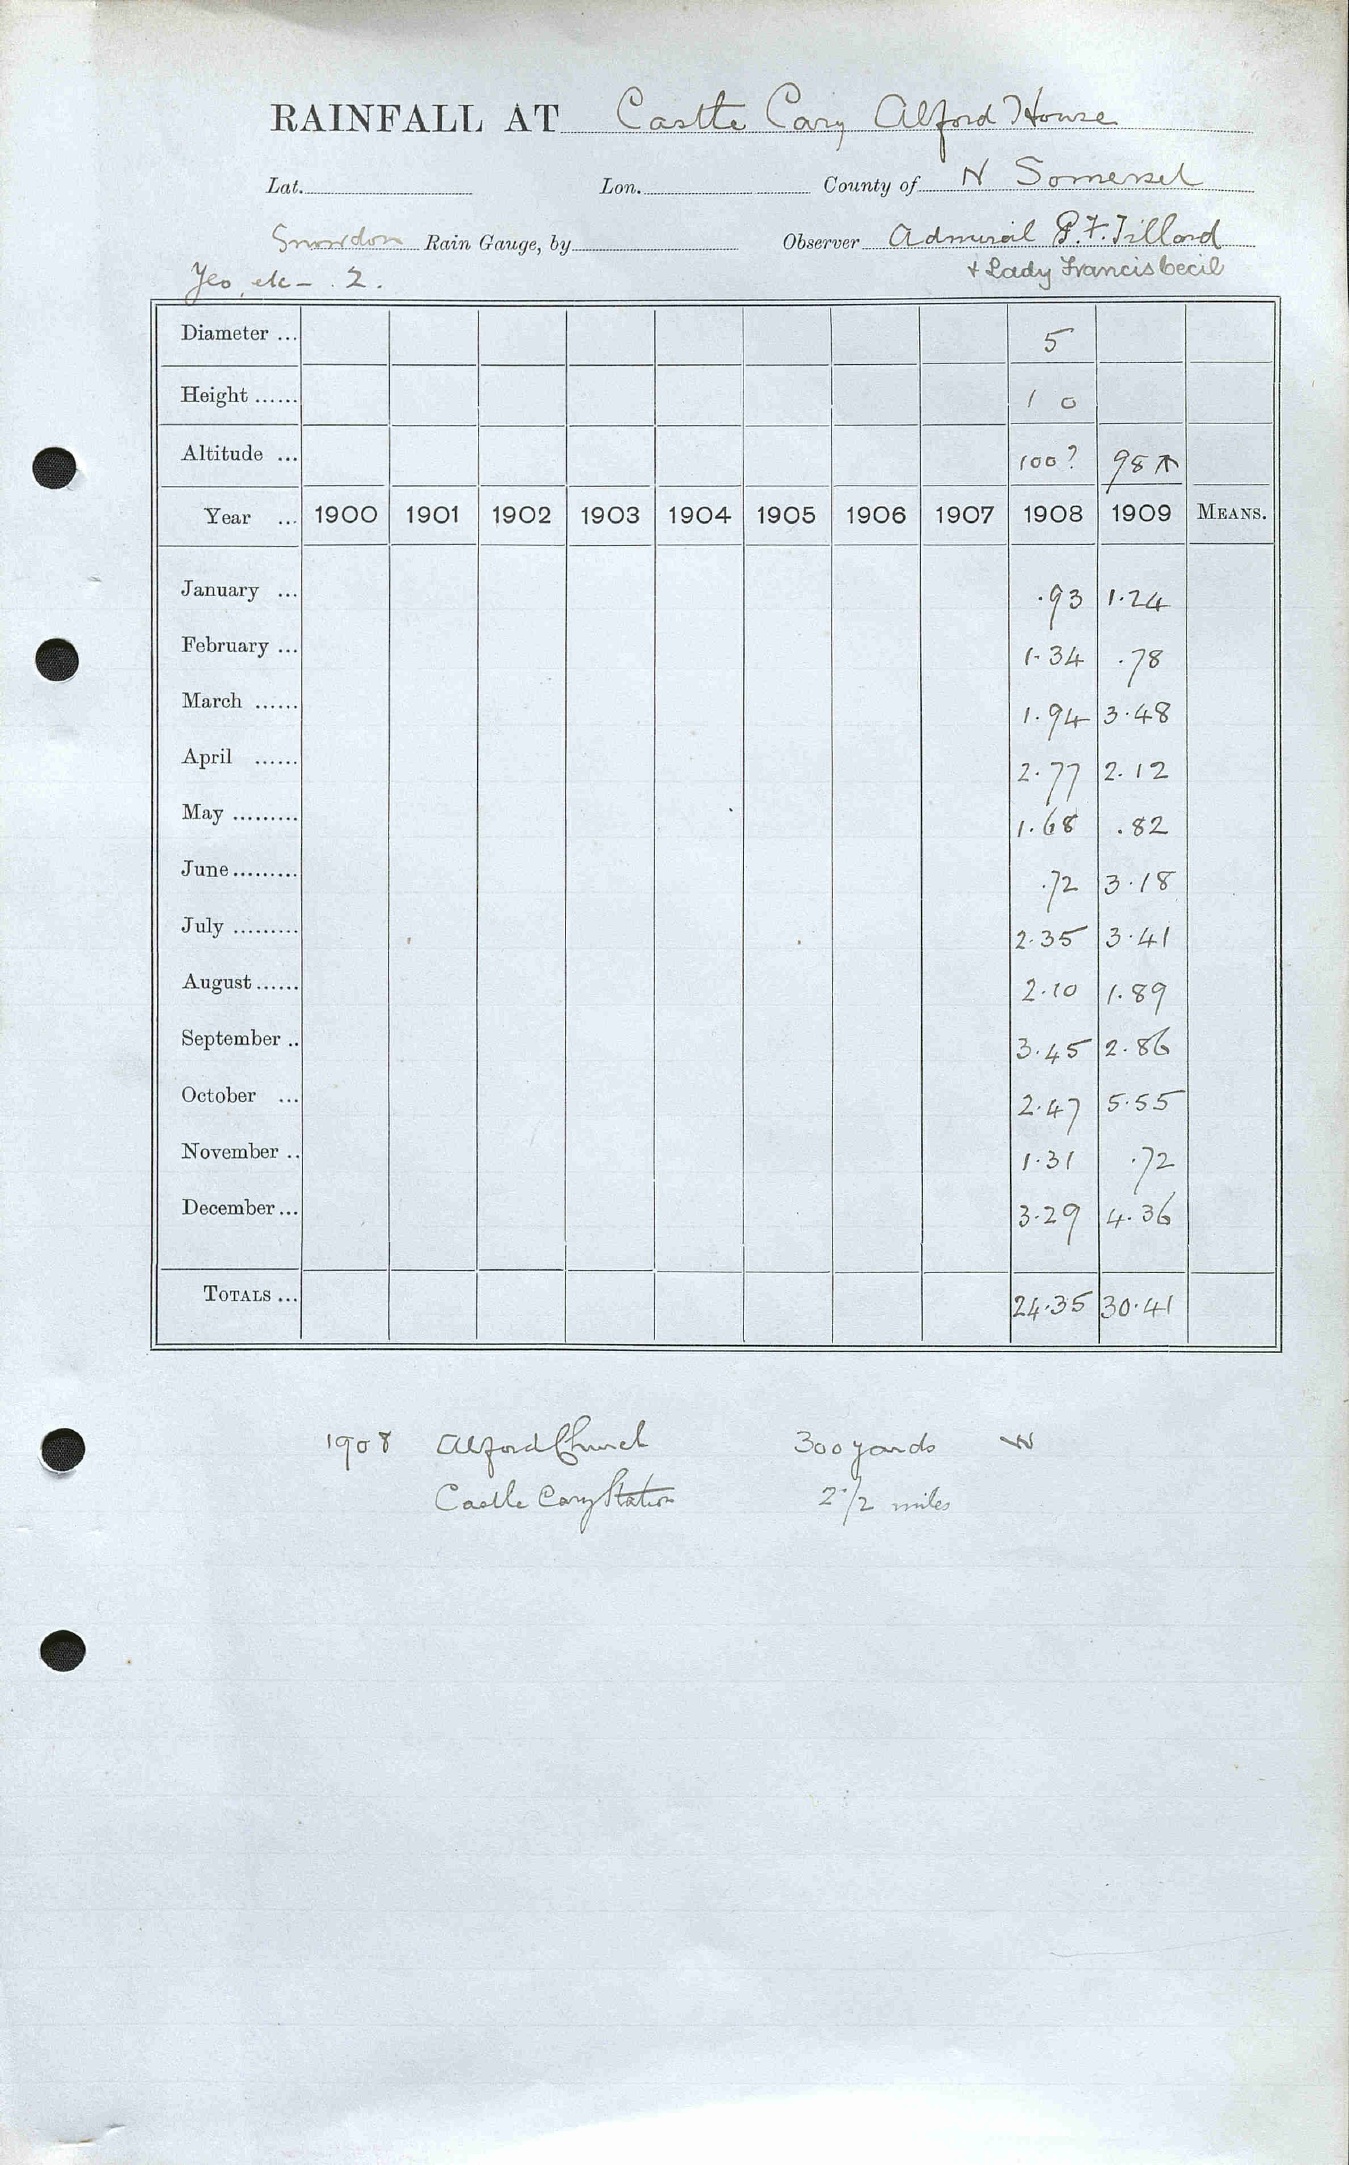 RAINFALL AT Castle Cary Alford House
Lat. Lon. County of N Somerset
Snowdon Rain Gauge, by Observer Admiral P. F. Tillard
Yeo, etc - . 2. + Lady Francis Cecil
Diameter ... 5
Height ...... 1 0
Altitude ... 100? 98
Year ... 1900 1901 1902 1903 1904 1905 1906 1907 1908 1909 MEANS.
January ... .93 1.24
February ... 1.34 .78
March ...... 1.94 3.48
April ...... 2.77 2.12
May ......... 1.68 .82
June ......... .72 3.18
July ......... 2.35 3.41
August ...... 2.10 1.89
September .. 3.45 2.86
October ... 2.47 5.55
November .. 1.31 .72
December ... 3.29 4.36
TOTALS ... 24.35 30.41
1908 Alford Church 300 yards W
Castle Cary Station 2 1/2 miles